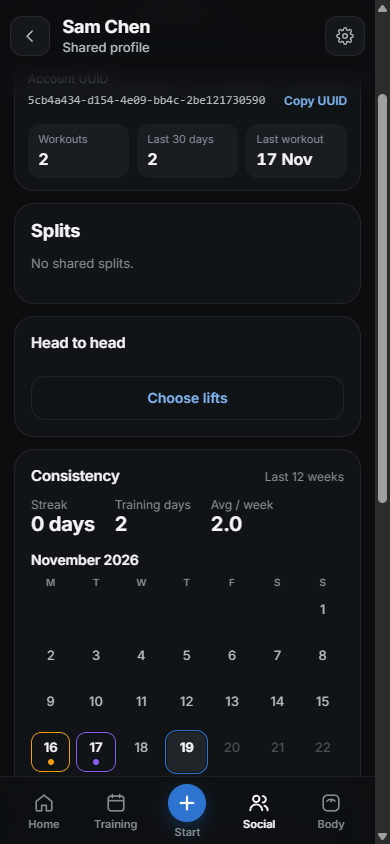 Sam Chen
Shared profile
Account UUID
5cb4a434-d154-4e09-bb4c-2be121730590 Copy UUID
Workouts Last 30 days Last workout
2 2 17 Nov
Splits
No shared splits.
Head to head
Choose lifts
Consistency Last 12 weeks
Streak Training days Avg / week
0 days 2 2.0
November 2026
M T W T F S S
1
2 3 4 5 6 7 8
9 10 11 12 13 14 15
16 17 18 19 20 21 22
Home Training Start Social Body